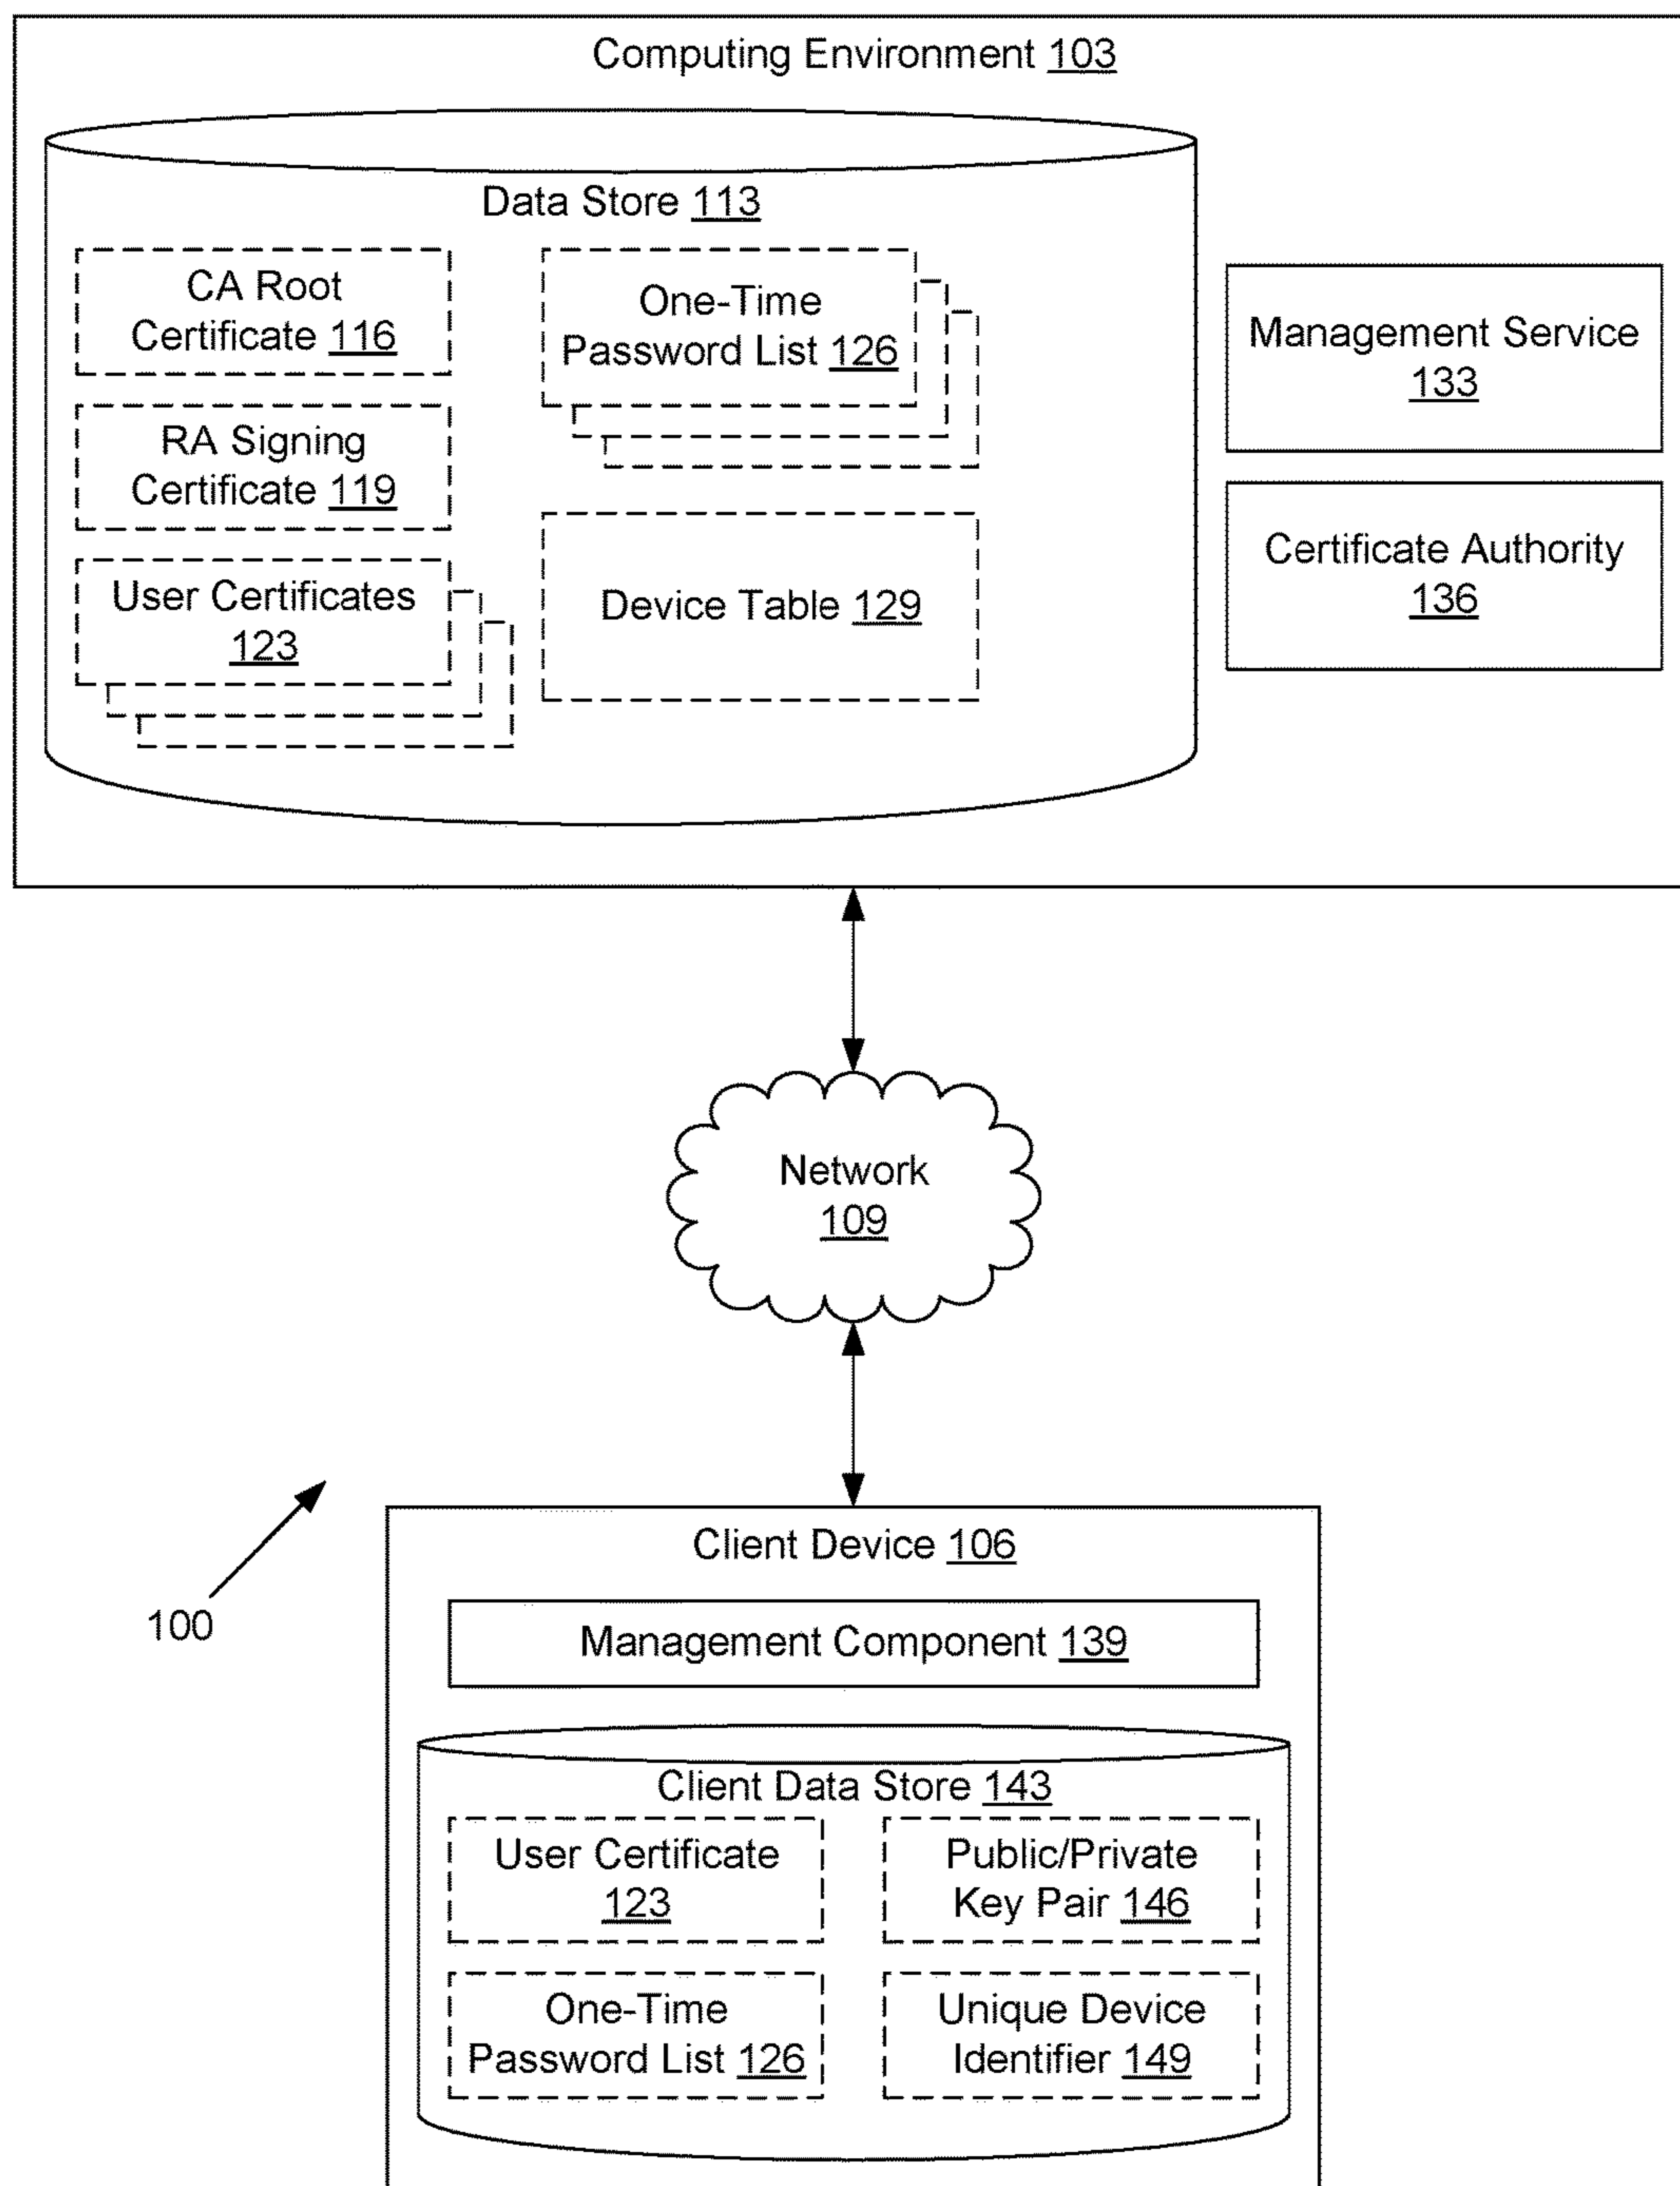 Computing Environment 103
Data Store 113
CA Root
Certificate 116
RA Signing
Certificate 119
User Certificates
123
One-Time
Password List 126
Device Table 129
Management Service
133
Certificate Authority
136
Network
109
100
Client Device 106
Management Component 139
Client Data Store 143
User Certificate
123
Public/Private
Key Pair 146
One-Time
Password List 126
Unique Device
Identifier 149